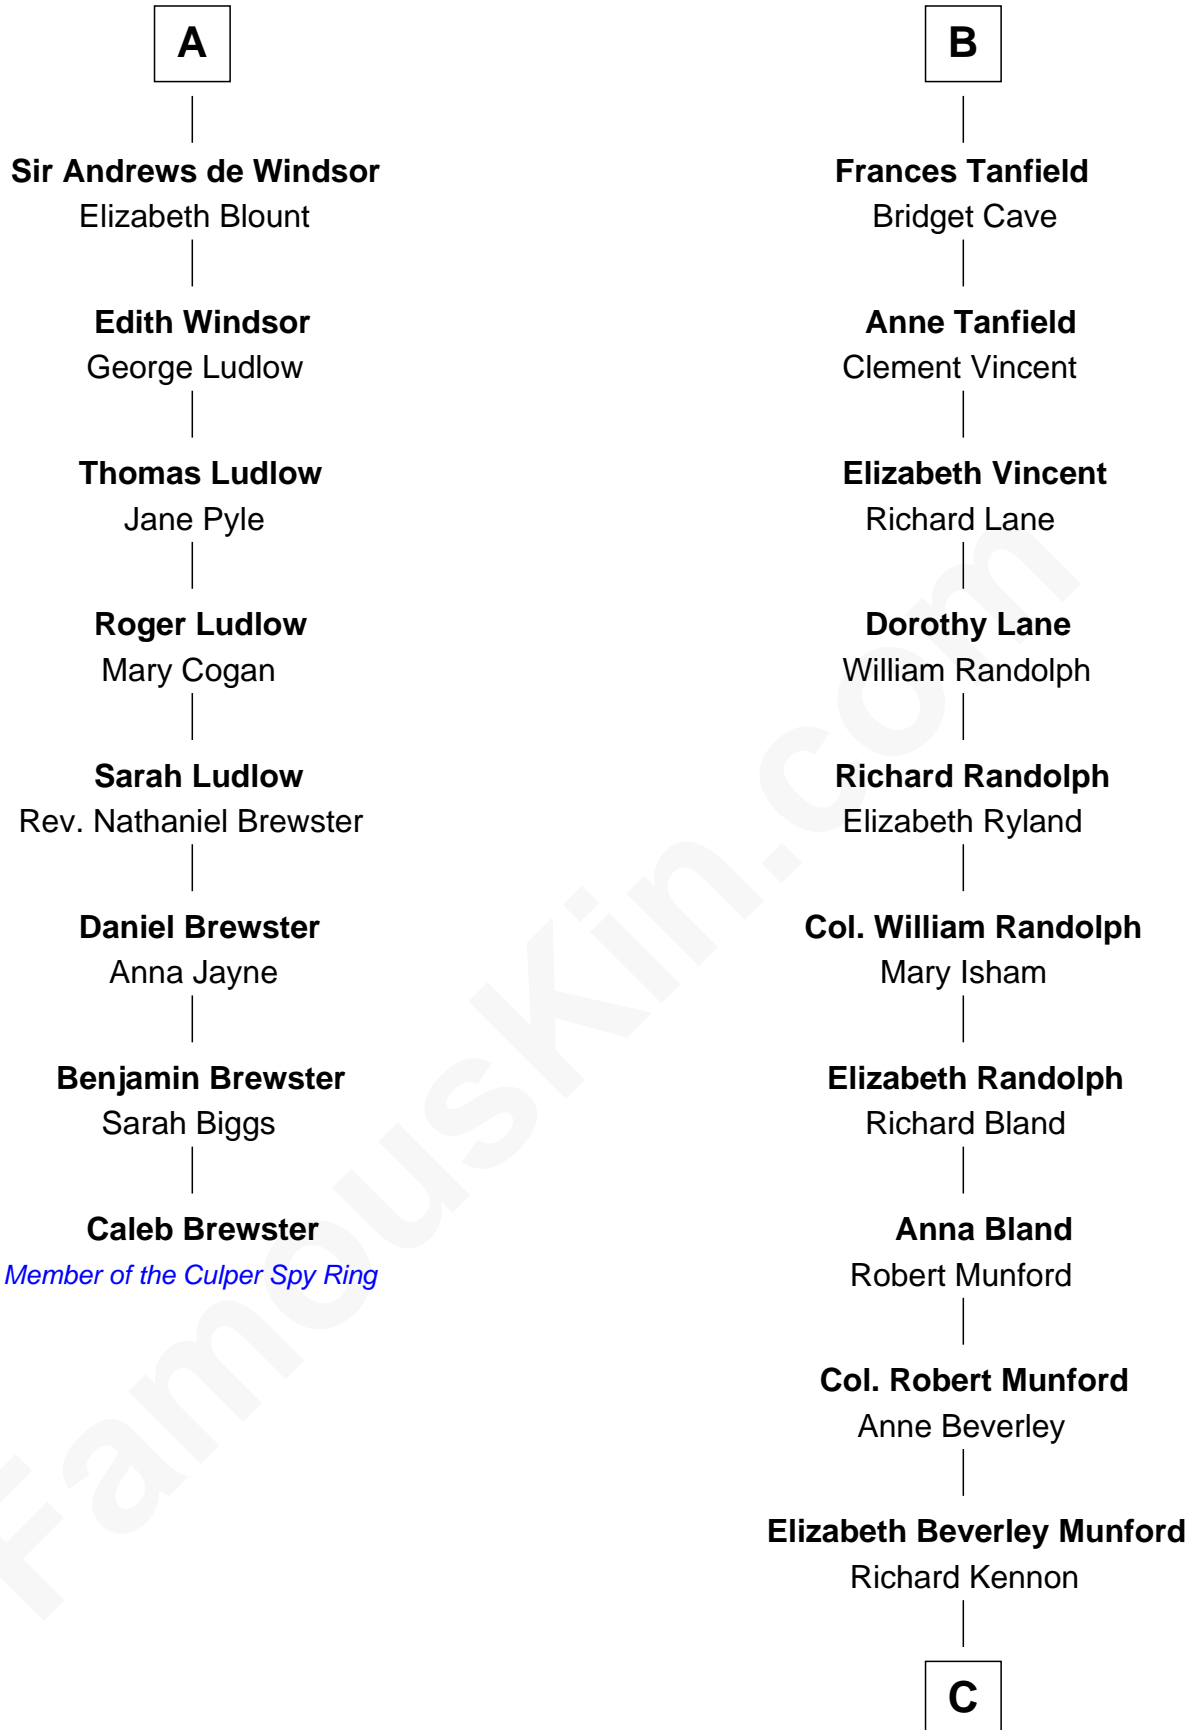 A
Sir Andrews de Windsor
Elizabeth Blount
Edith Windsor
George Ludlow
Thomas Ludlow
Jane Pyle
Roger Ludlow
Mary Cogan
Sarah Ludlow
Rev. Nathaniel Brewster
Daniel Brewster
Anna Jayne
Benjamin Brewster
Sarah Biggs
Caleb Brewster
Member of the Culper Spy Ring
B
Frances Tanfield
Bridget Cave
Anne Tanfield
Clement Vincent
Elizabeth Vincent
Richard Lane
Dorothy Lane
William Randolph
Richard Randolph
Elizabeth Ryland
Col. William Randolph
Mary Isham
Elizabeth Randolph
Richard Bland
Anna Bland
Robert Munford
Col. Robert Munford
Anne Beverley
Elizabeth Beverley Munford
Richard Kennon
C
FamousKin.com